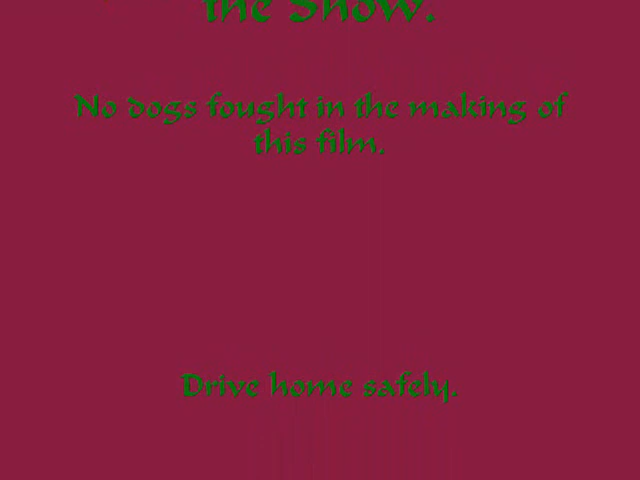 the Show.
No dogs fought in the making of
this film.
Drive home safely.